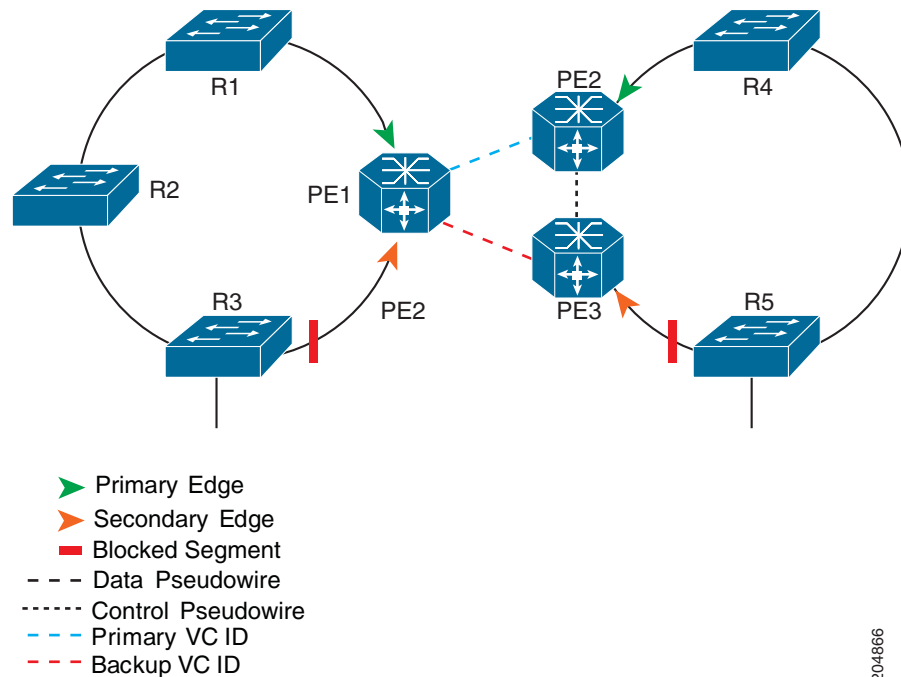 R1
PE2
R4
R2
PE1
R3
PE2
PE3
R5
Primary Edge
Secondary Edge
Blocked Segment
Data Pseudowire
Control Pseudowire
Primary VC ID
Backup VC ID
204866